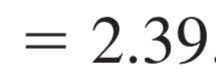 = 2.39.